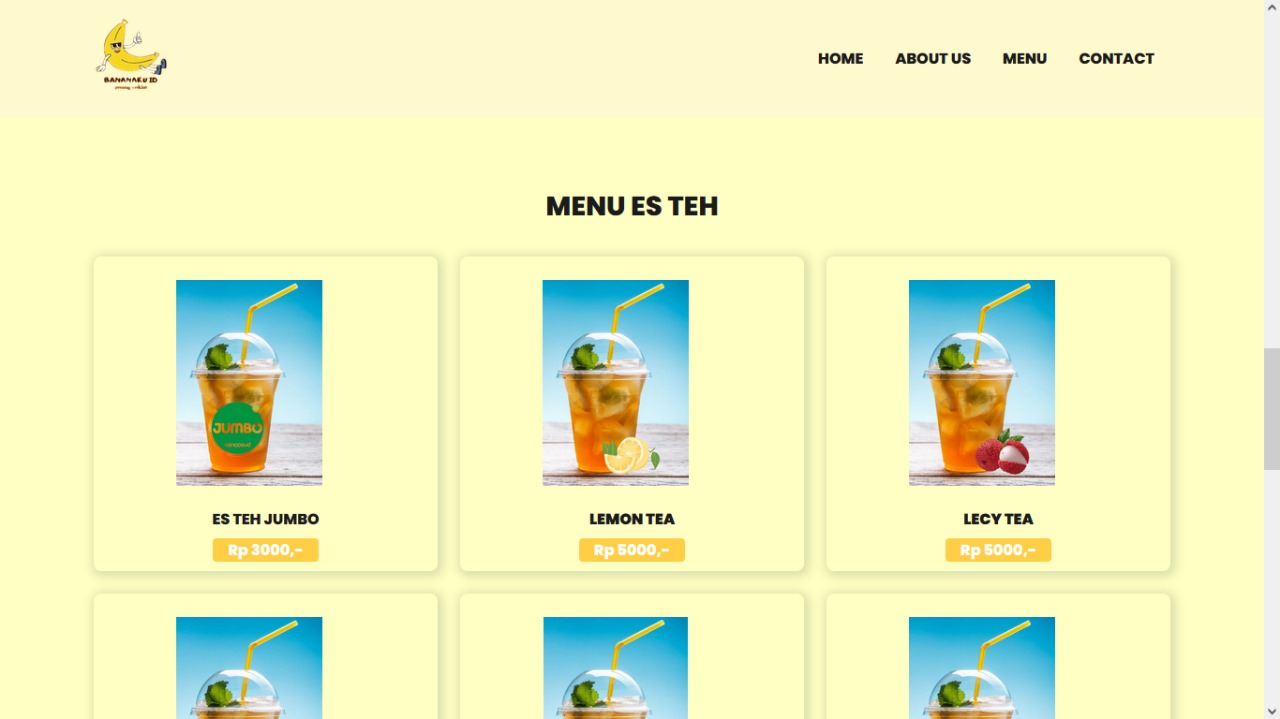 BANANAKU ID
HOME ABOUT US MENU CONTACT
MENU ES TEH
JUMBO
ES TEH JUMBO
LEMON TEA
LECY TEA
Rp 3000,-
Rp 5000,-
Rp 5000,-